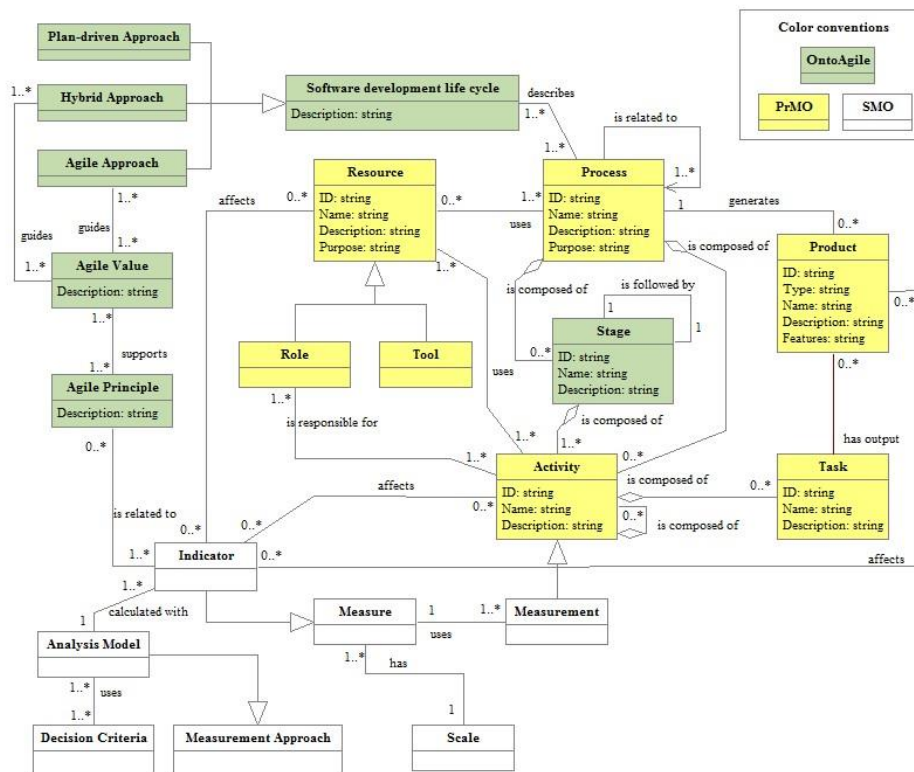 Plan-driven Approach
Color conventions
OntoAgile
PrMO
SMO
1..*
Hybrid Approach
Software development life cycle
Description: string
describes
1..*
1..*
is related to
1..*
Agile Approach
1..*
guides
guides
1..*
1..*
Agile Value
Description: string
1..*
supports
1..*
Agile Principle
Description: string
0..*
affects
0..*
Resource
ID: string
Name: string
Description: string
Purpose: string
0..*
1..*
uses
1..*
Process
ID: string
Name: string
Description: string
Purpose: string
1
generates
0..*
is composed of
is composed of
Product
ID: string
Type: string
Name: string
Description: string
Features: string
0..*
0..*
is followed by
1
1
Stage
ID: string
Name: string
Description: string
0..*
is composed of
1..*
Role
Tool
1..*
uses
is responsible for
1..*
1..*
0..*
has output
Activity
ID: string
Name: string
Description: string
is composed of
0..*
Task
ID: string
Name: string
Description: string
0..*
is composed of
affects
0..*
0..*
is related to
1..*
0..*
0..*
affects
Indicator
1..*
calculated with
1
Analysis Model
Measure
1
1..*
uses
Measurement
1..*
has
1
1..*
uses
1..*
Decision Criteria
Measurement Approach
Scale